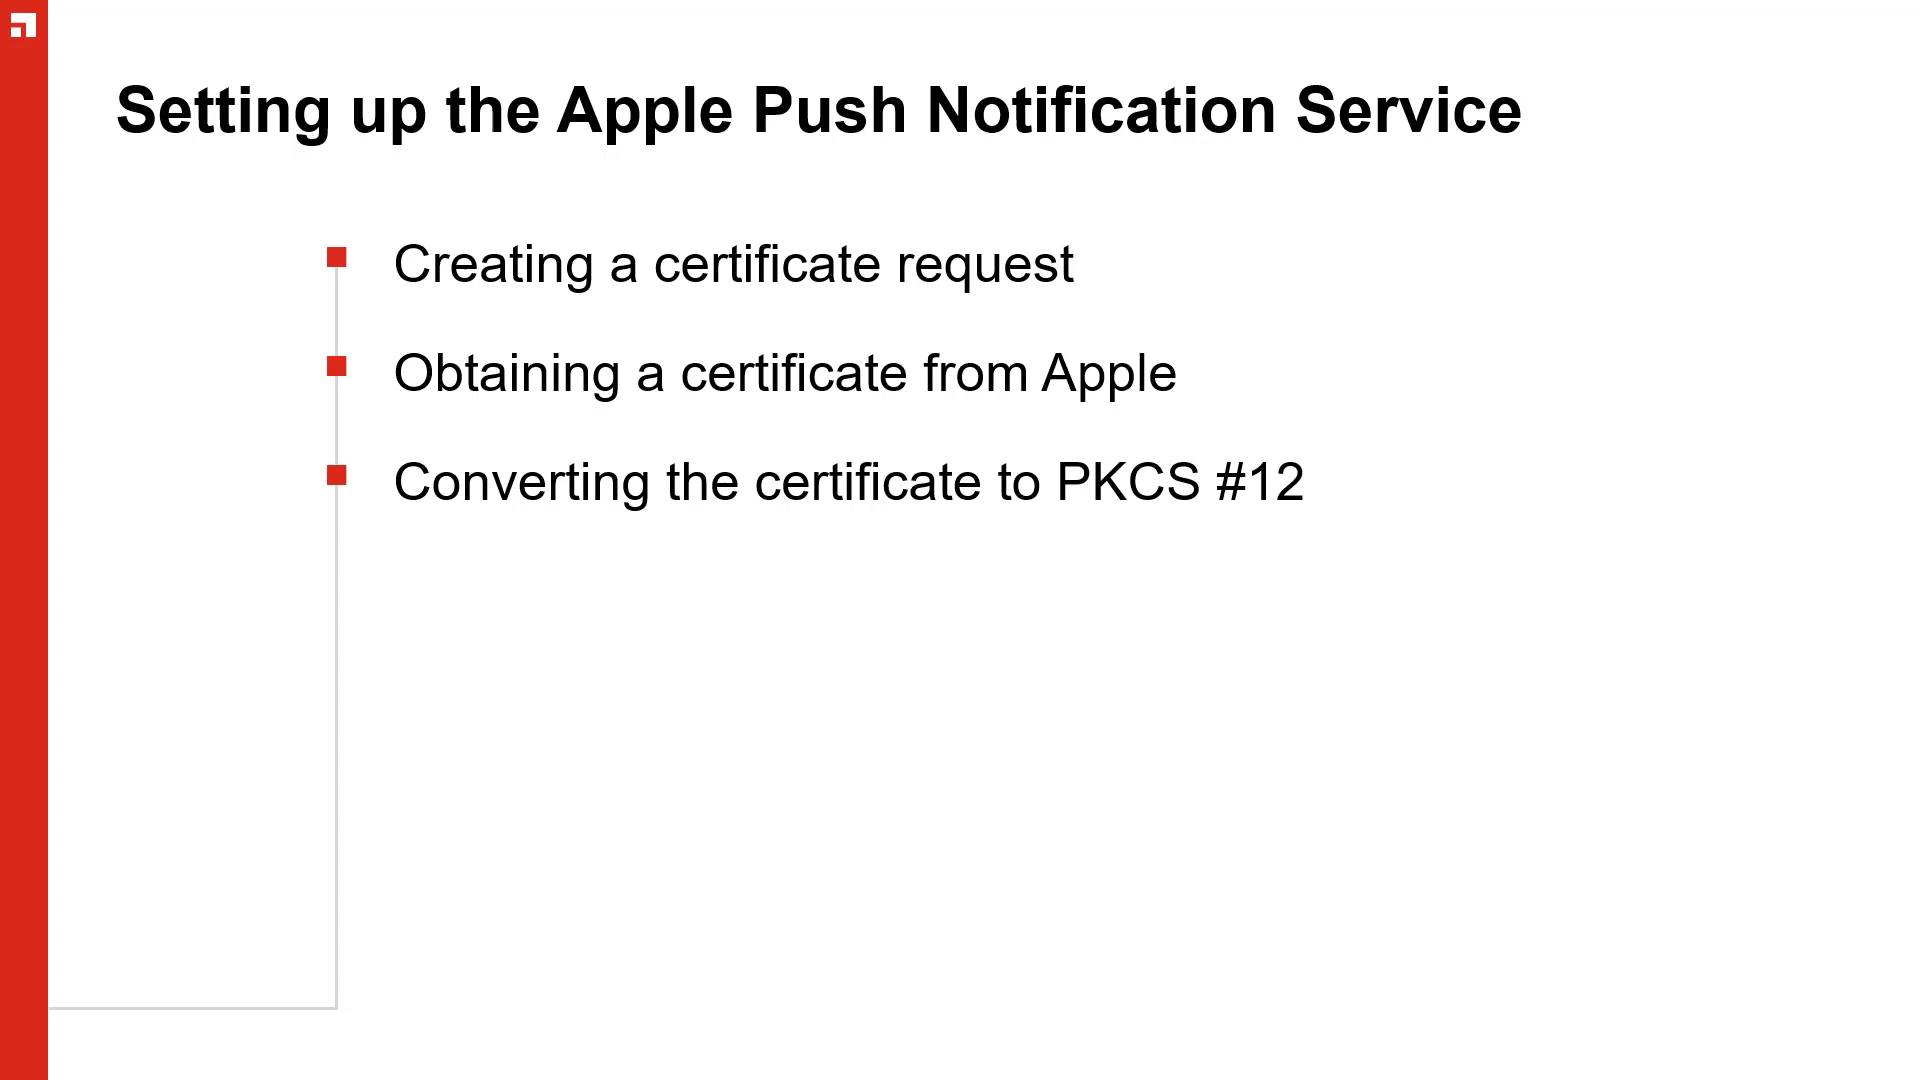 Setting up the Apple Push Notification Service
Creating a certificate request
Obtaining a certificate from Apple
Converting the certificate to PKCS #12